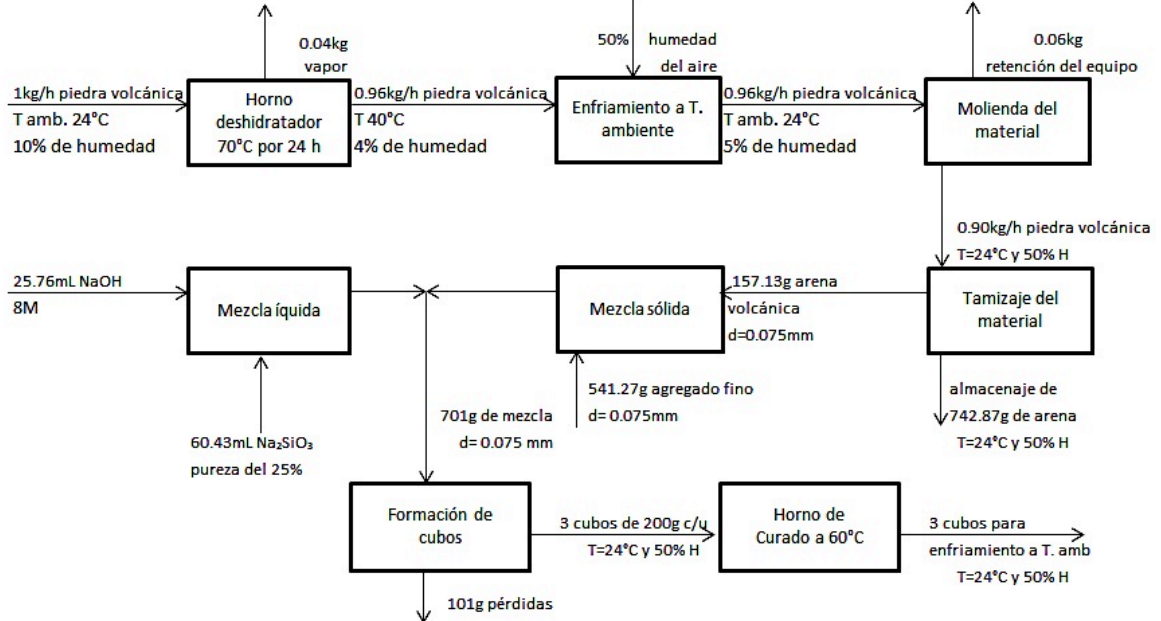 0.04kg
vapor
50% humedad
del aire
0.06kg
retención del equipo
1kg/h piedra volcánica
T amb. 24°C
10% de humedad
Horno
deshidratador
70°C por 24 h
0.96kg/h piedra volcánica
T 40°C
4% de humedad
Enfriamiento a T.
ambiente
0.96kg/h piedra volcánica
T amb. 24°C
5% de humedad
Molienda del
material
0.90kg/h piedra volcánica
T=24°C y 50% H
25.76mL NaOH
8M
Mezcla íquida
Mezcla sólida
157.13g arena
volcánica
d=0.075mm
Tamizaje del
material
60.43mL Na₂SiO₃
pureza del 25%
701g de mezcla
d= 0.075 mm
541.27g agregado fino
d= 0.075mm
almacenaje de
742.87g de arena
T=24°C y 50% H
Formación de
cubos
3 cubos de 200g c/u
T=24°C y 50% H
Horno de
Curado a 60°C
3 cubos para
enfriamiento a T. amb
T=24°C y 50% H
101g pérdidas